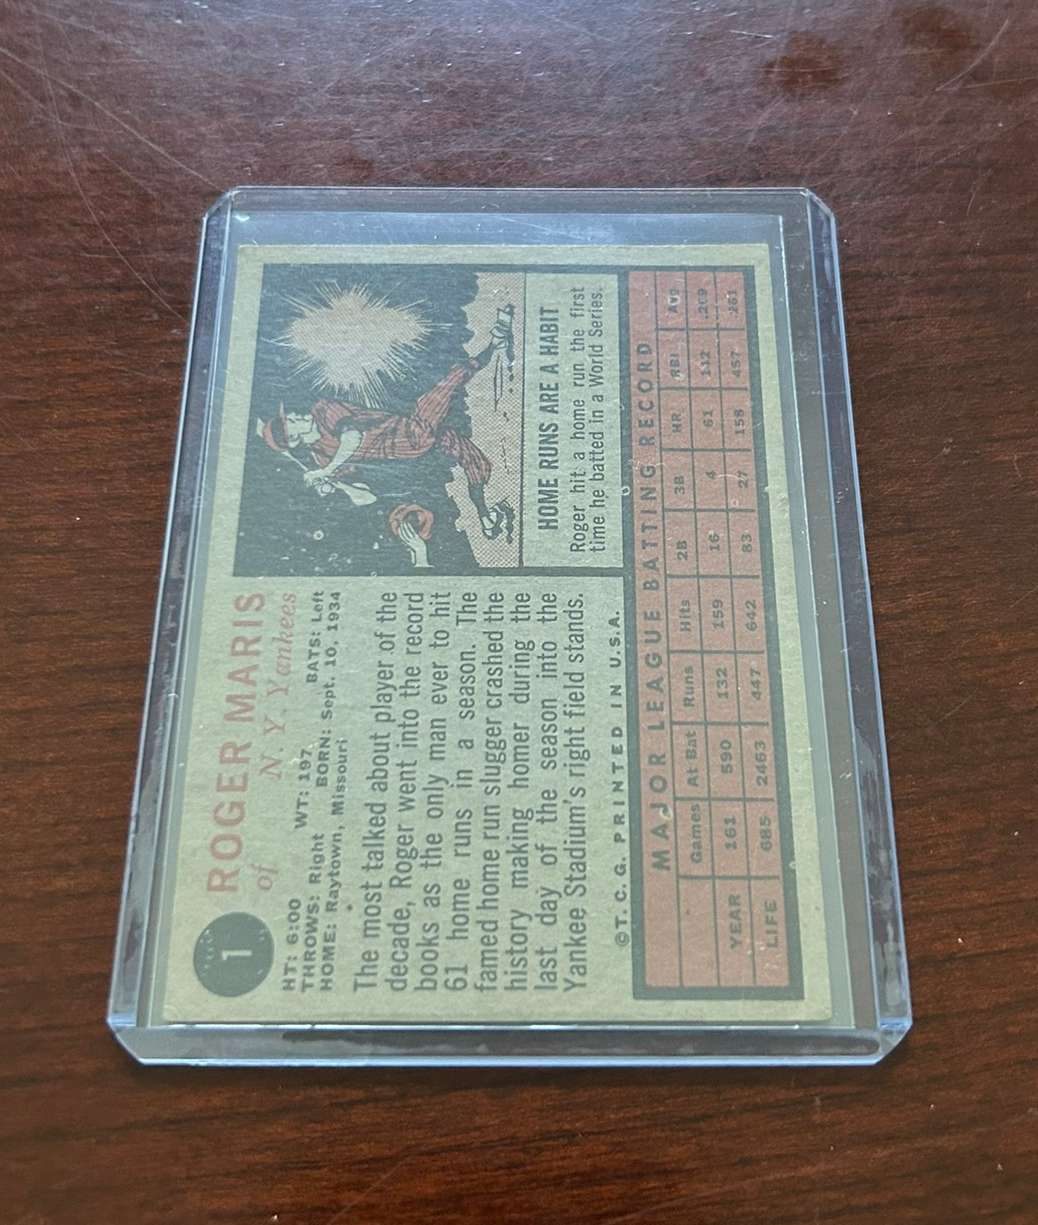 1
ROGER MARIS
of N. Y. Yankees
HT: 6:00 WT: 197 BATS: Left
THROWS: Right BORN: Sept. 10, 1934
HOME: Raytown, Missouri
The most talked about player of the
decade, Roger went into the record
books as the only man ever to hit
61 home runs in a season. The
famed home run slugger crashed the
history making homer during the
last day of the season into the
Yankee Stadium's right field stands.
HOME RUNS ARE A HABIT
Roger hit a home run the first
time he batted in a World Series.
©T. C. G. PRINTED IN U.S.A.
MAJOR LEAGUE BATTING RECORD
Games At Bat Runs Hits 2B 3B HR RBI Avg
YEAR 161 590 132 159 16 4 61 112 .269
LIFE 685 2463 447 642 83 27 158 457 .261